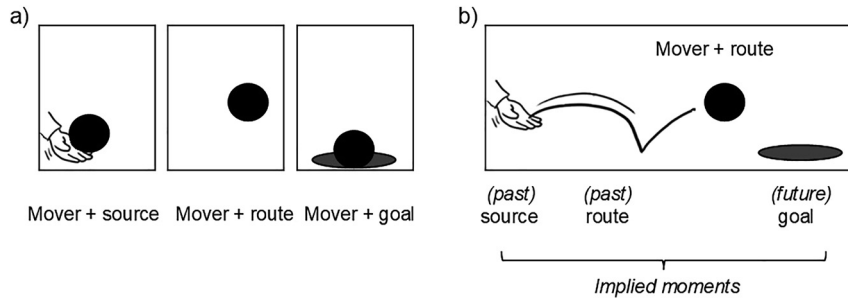 a)
Mover + source
Mover + route
Mover + goal
b)
Mover + route
(past)
source
(past)
route
(future)
goal
Implied moments